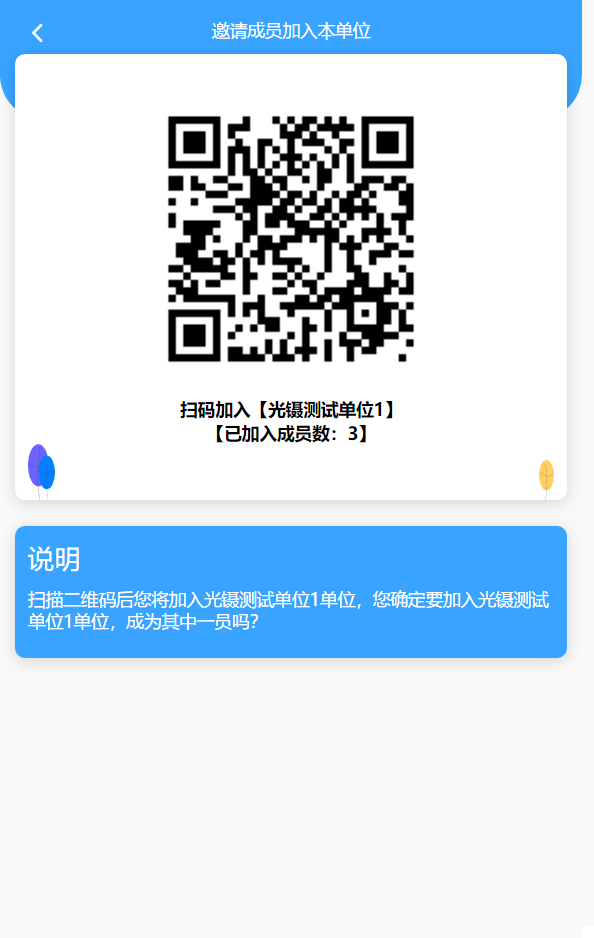 邀请成员加入本单位
扫码加入【光镊测试单位1】
【已加入成员数：3】
说明
扫描二维码后您将加入光镊测试单位1单位，您确定要加入光镊测试
单位1单位，成为其中一员吗？